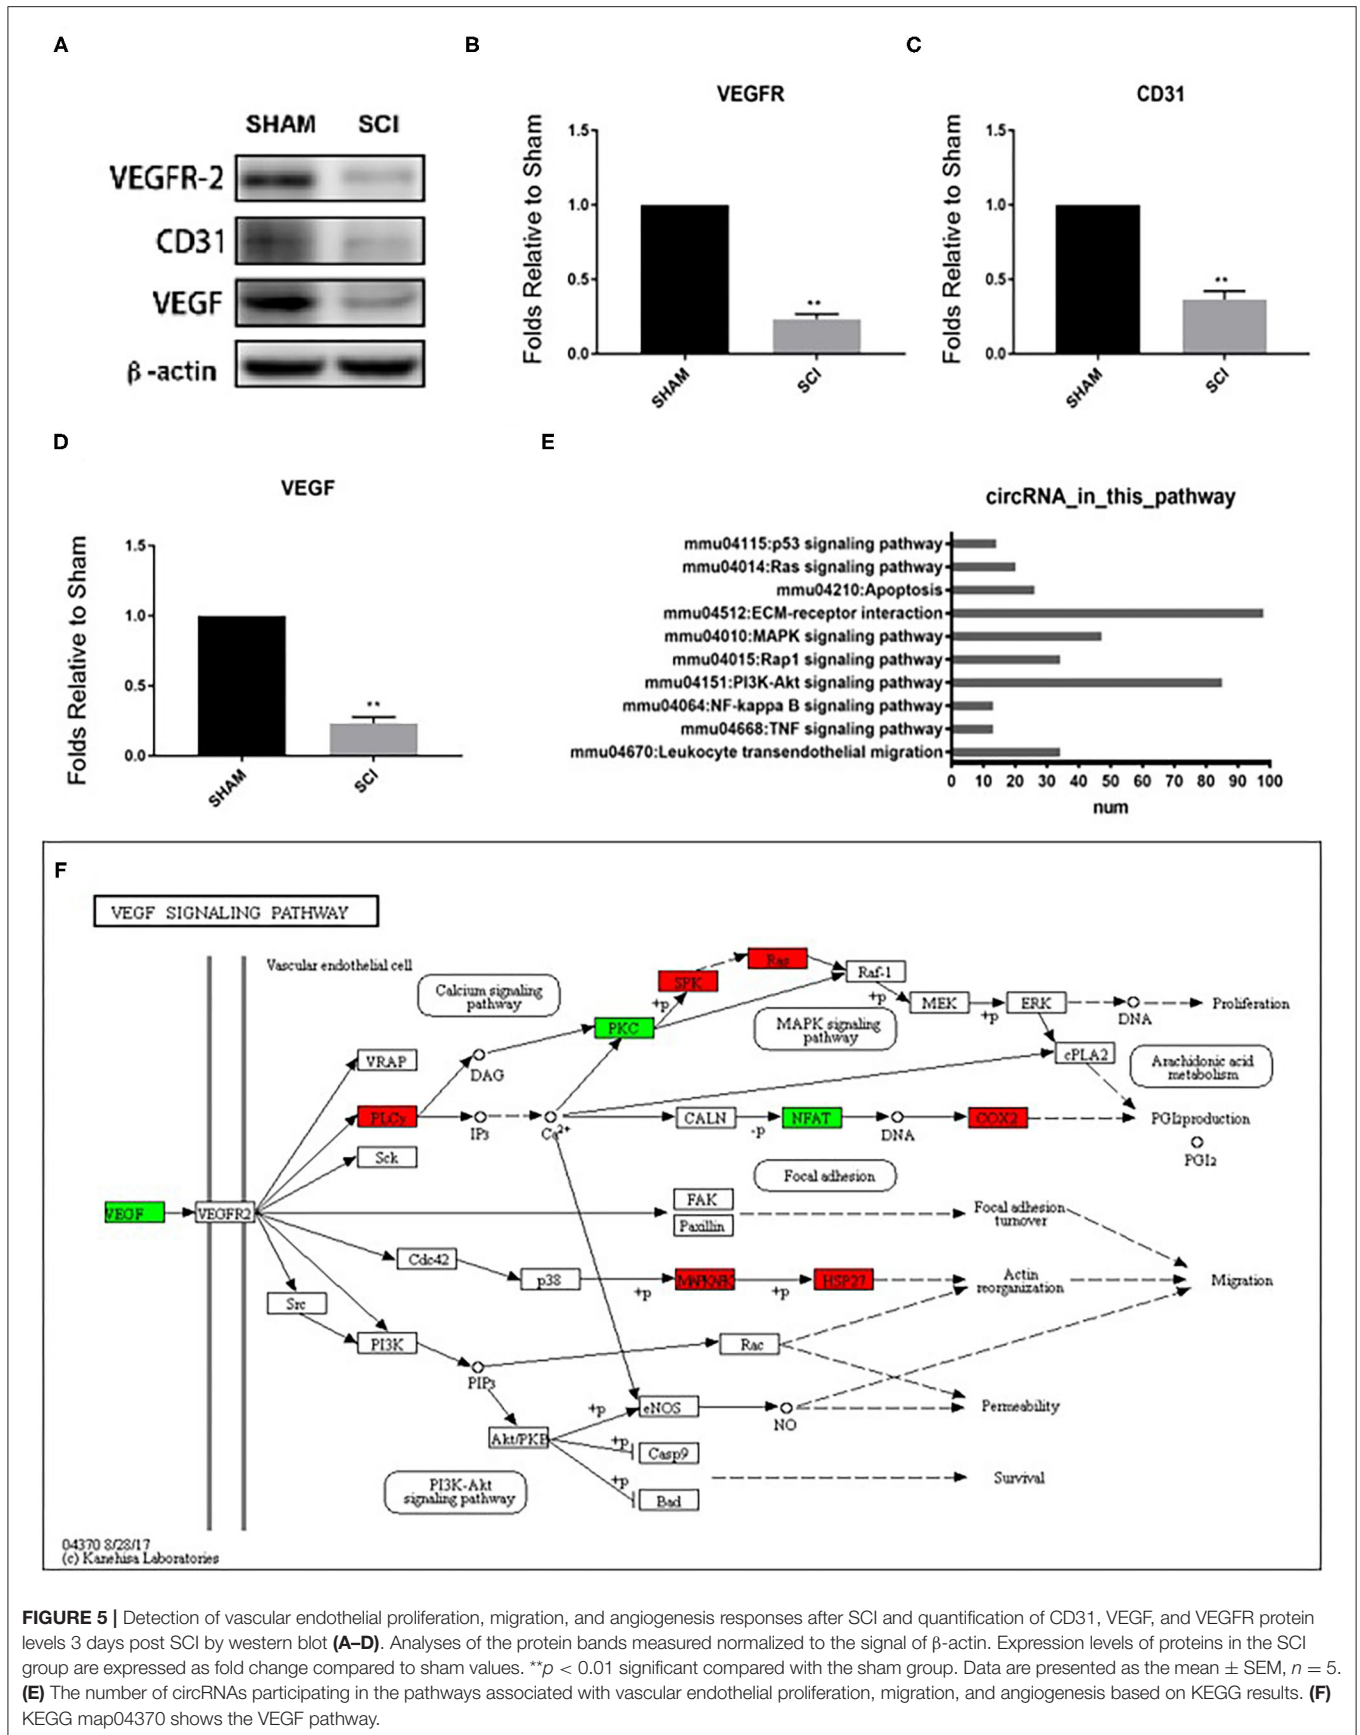 A
SHAM SCI
VEGFR-2
CD31
VEGF
β-actin
B
VEGFR
Folds Relative to Sham
1.5
1.0
0.5
0.0
**
SHAM
SCI
C
CD31
Folds Relative to Sham
1.5
1.0
0.5
0.0
**
SHAM
SCI
D
VEGF
Folds Relative to Sham
1.5
1.0
0.5
0.0
**
SHAM
SCI
E
circRNA_in_this_pathway
mmu04115:p53 signaling pathway
mmu04014:Ras signaling pathway
mmu04210:Apoptosis
mmu04512:ECM-receptor interaction
mmu04010:MAPK signaling pathway
mmu04015:Rap1 signaling pathway
mmu04151:PI3K-Akt signaling pathway
mmu04064:NF-kappa B signaling pathway
mmu04668:TNF signaling pathway
mmu04670:Leukocyte transendothelial migration
0 10 20 30 40 50 60 70 80 90 100
num
F
VEGF SIGNALING PATHWAY
Vascular endothelial cell
Calcium signaling
pathway
SPK
Ras
Raf-1
+p
+p
PKC
MEK
+p
ERK
DNA
Proliferation
MAPK signaling
pathway
VRAP
DAG
cPLA2
Arachidonic acid
metabolism
PLCγ
IP3
Ca2+
CALN
-p
NFAT
DNA
COX2
PGI2production
PGI2
Sck
Focal adhesion
VEGF
VEGFR2
FAK
Paxillin
Focal adhesion
turnover
Cdc42
p38
+p
MAPKAPK
+p
HSP27
Actin
reorganization
Migration
Src
PI3K
PIP3
Rac
Akt/PKB
+p
eNOS
NO
Permeability
+p
Casp9
+p
Bad
Survival
PI3K-Akt
signaling pathway
04370 8/28/17
(c) Kanehisa Laboratories
FIGURE 5 | Detection of vascular endothelial proliferation, migration, and angiogenesis responses after SCI and quantification of CD31, VEGF, and VEGFR protein
levels 3 days post SCI by western blot (A–D). Analyses of the protein bands measured normalized to the signal of β-actin. Expression levels of proteins in the SCI
group are expressed as fold change compared to sham values. **p < 0.01 significant compared with the sham group. Data are presented as the mean ± SEM, n = 5.
(E) The number of circRNAs participating in the pathways associated with vascular endothelial proliferation, migration, and angiogenesis based on KEGG results. (F)
KEGG map04370 shows the VEGF pathway.